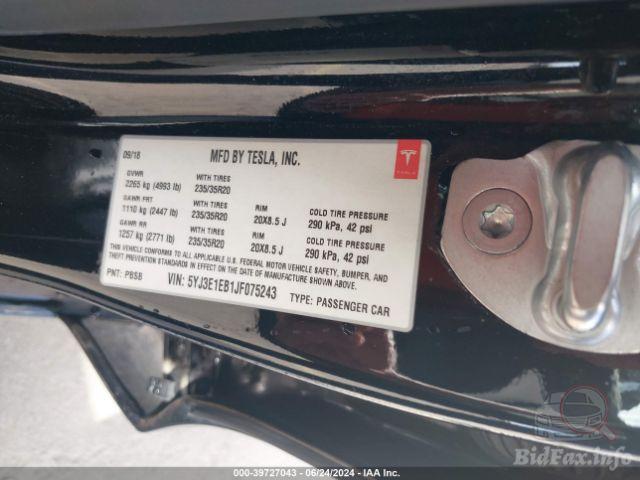 09/18 MFD BY TESLA, INC.
TESLA
GVWR WITH TIRES
2265 kg (4993 lb) 235/35R20
GAWR FRT WITH TIRES RIM COLD TIRE PRESSURE
1110 kg (2447 lb) 235/35R20 20X8.5 J 290 kPa, 42 psi
GAWR RR WITH TIRES RIM COLD TIRE PRESSURE
1257 kg (2771 lb) 235/35R20 20X8.5 J 290 kPa, 42 psi
THIS VEHICLE CONFORMS TO ALL APPLICABLE U.S. FEDERAL MOTOR VEHICLE SAFETY, BUMPER, AND
THEFT PREVENTION STANDARDS IN EFFECT ON THE DATE OF MANUFACTURE SHOWN ABOVE.
PNT: PBSB VIN: 5YJ3E1EB1JF075243 TYPE: PASSENGER CAR
BidFax.info
000-39727043 - 06/24/2024 - IAA Inc.